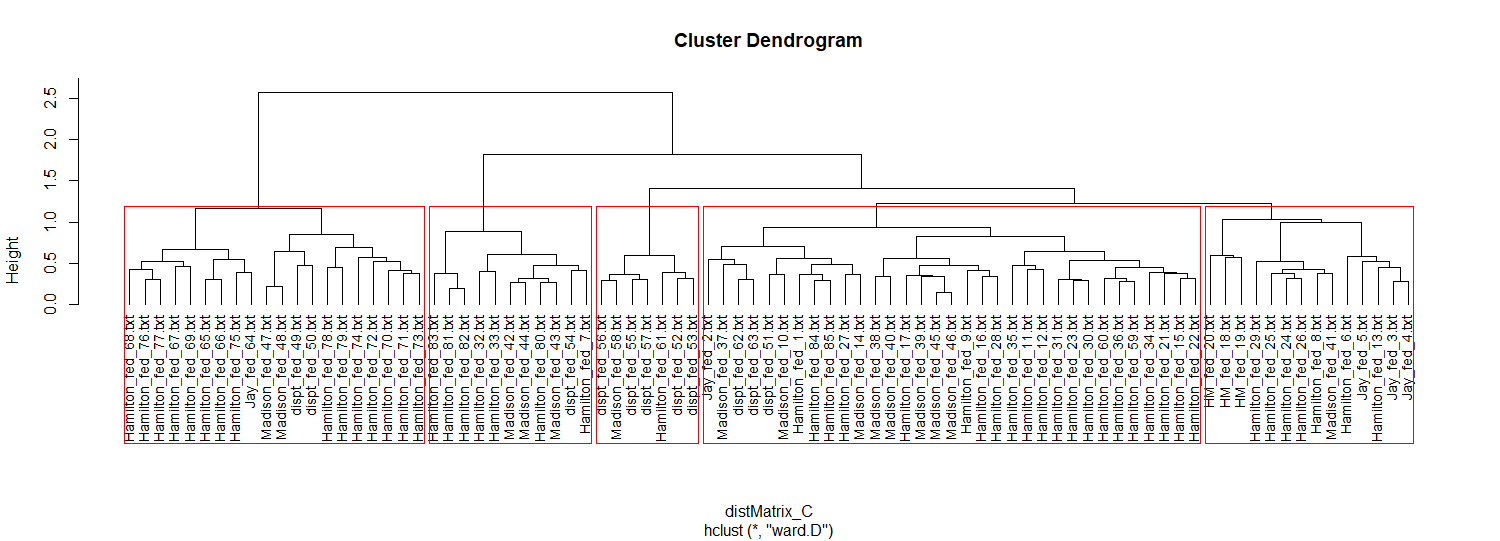 Cluster Dendrogram
Height
0.0
0.5
1.0
1.5
2.0
2.5
Hamilton_fed_68.txt
Hamilton_fed_76.txt
Hamilton_fed_77.txt
Hamilton_fed_67.txt
Hamilton_fed_69.txt
Hamilton_fed_65.txt
Hamilton_fed_66.txt
Hamilton_fed_75.txt
Jay_fed_64.txt
Madison_fed_47.txt
Madison_fed_48.txt
dispt_fed_49.txt
dispt_fed_50.txt
Hamilton_fed_78.txt
Hamilton_fed_79.txt
Hamilton_fed_74.txt
Hamilton_fed_72.txt
Hamilton_fed_70.txt
Hamilton_fed_71.txt
Hamilton_fed_73.txt
Hamilton_fed_83.txt
Hamilton_fed_81.txt
Hamilton_fed_82.txt
Hamilton_fed_32.txt
Hamilton_fed_33.txt
Madison_fed_42.txt
Madison_fed_44.txt
Hamilton_fed_80.txt
Madison_fed_43.txt
dispt_fed_54.txt
Hamilton_fed_7.txt
dispt_fed_56.txt
Madison_fed_58.txt
dispt_fed_55.txt
dispt_fed_57.txt
Hamilton_fed_61.txt
dispt_fed_52.txt
dispt_fed_53.txt
Jay_fed_2.txt
Madison_fed_37.txt
dispt_fed_62.txt
dispt_fed_63.txt
dispt_fed_51.txt
Madison_fed_10.txt
Hamilton_fed_1.txt
Hamilton_fed_84.txt
Hamilton_fed_85.txt
Hamilton_fed_27.txt
Madison_fed_14.txt
Madison_fed_38.txt
Madison_fed_40.txt
Hamilton_fed_17.txt
Madison_fed_39.txt
Madison_fed_45.txt
Madison_fed_46.txt
Hamilton_fed_9.txt
Hamilton_fed_16.txt
Hamilton_fed_28.txt
Hamilton_fed_35.txt
Hamilton_fed_11.txt
Hamilton_fed_12.txt
Hamilton_fed_31.txt
Hamilton_fed_23.txt
Hamilton_fed_30.txt
Hamilton_fed_60.txt
Hamilton_fed_36.txt
Hamilton_fed_59.txt
Hamilton_fed_34.txt
Hamilton_fed_21.txt
Hamilton_fed_15.txt
Hamilton_fed_22.txt
HM_fed_20.txt
HM_fed_18.txt
HM_fed_19.txt
Hamilton_fed_29.txt
Hamilton_fed_25.txt
Hamilton_fed_24.txt
Hamilton_fed_26.txt
Hamilton_fed_8.txt
Madison_fed_41.txt
Hamilton_fed_6.txt
Jay_fed_5.txt
Hamilton_fed_13.txt
Jay_fed_3.txt
Jay_fed_4.txt
distMatrix_C
hclust (*, "ward.D")